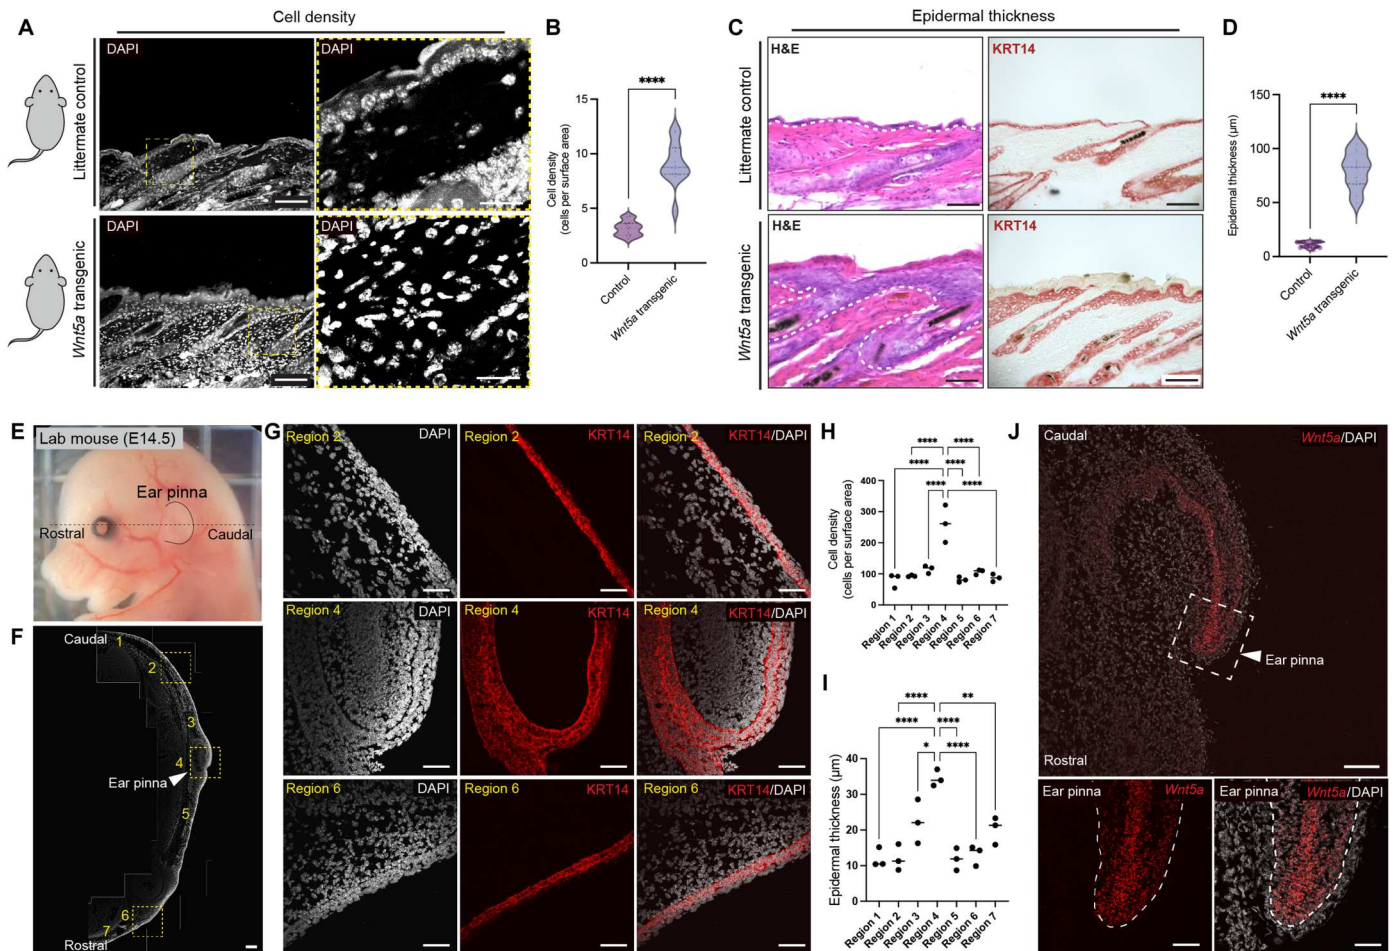 A
Cell density
Littermate control
DAPI
DAPI
Wnt5a transgenic
DAPI
DAPI
B
****
15
10
5
0
Cell density
(cells per surface area)
Control
Wnt5a transgenic
C
Epidermal thickness
Littermate control
H&E
KRT14
Wnt5a transgenic
H&E
KRT14
D
****
150
100
50
0
Epidermal thickness (µm)
Control
Wnt5a transgenic
E
Lab mouse (E14.5)
Ear pinna
Rostral
Caudal
F
Caudal
1
2
3
4
Ear pinna
5
6
7
Rostral
G
Region 2
DAPI
Region 2
KRT14
Region 2
KRT14/DAPI
Region 4
DAPI
Region 4
KRT14
Region 4
KRT14/DAPI
Region 6
DAPI
Region 6
KRT14
Region 6
KRT14/DAPI
H
**** ****
**** ****
**** ****
400
300
200
100
0
Cell density
(cells per surface area)
Region 1
Region 2
Region 3
Region 4
Region 5
Region 6
Region 7
I
**** **
**** ****
* ****
40
30
20
10
0
Epidermal thickness (µm)
Region 1
Region 2
Region 3
Region 4
Region 5
Region 6
Region 7
J
Caudal
Wnt5a/DAPI
Ear pinna
Rostral
Ear pinna
Wnt5a
Ear pinna
Wnt5a/DAPI